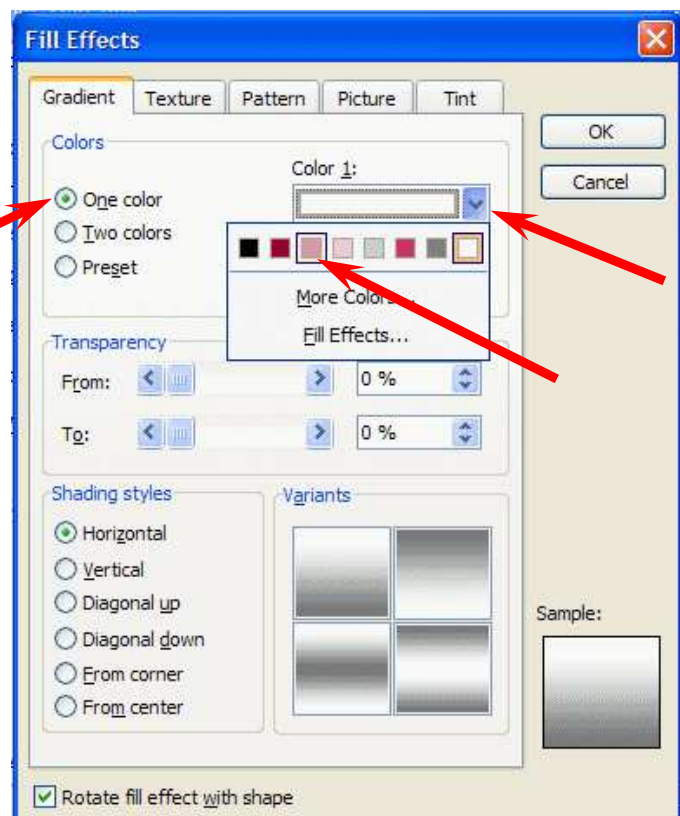 Fill Effects
Gradient Texture Pattern Picture Tint
OK
Cancel
Colors
Color 1:
One color
Two colors
Preset
More Colors...
Fill Effects...
Transparency
From: 0 %
To: 0 %
Shading styles
Horizontal
Vertical
Diagonal up
Diagonal down
From corner
From center
Variants
Sample:
Rotate fill effect with shape